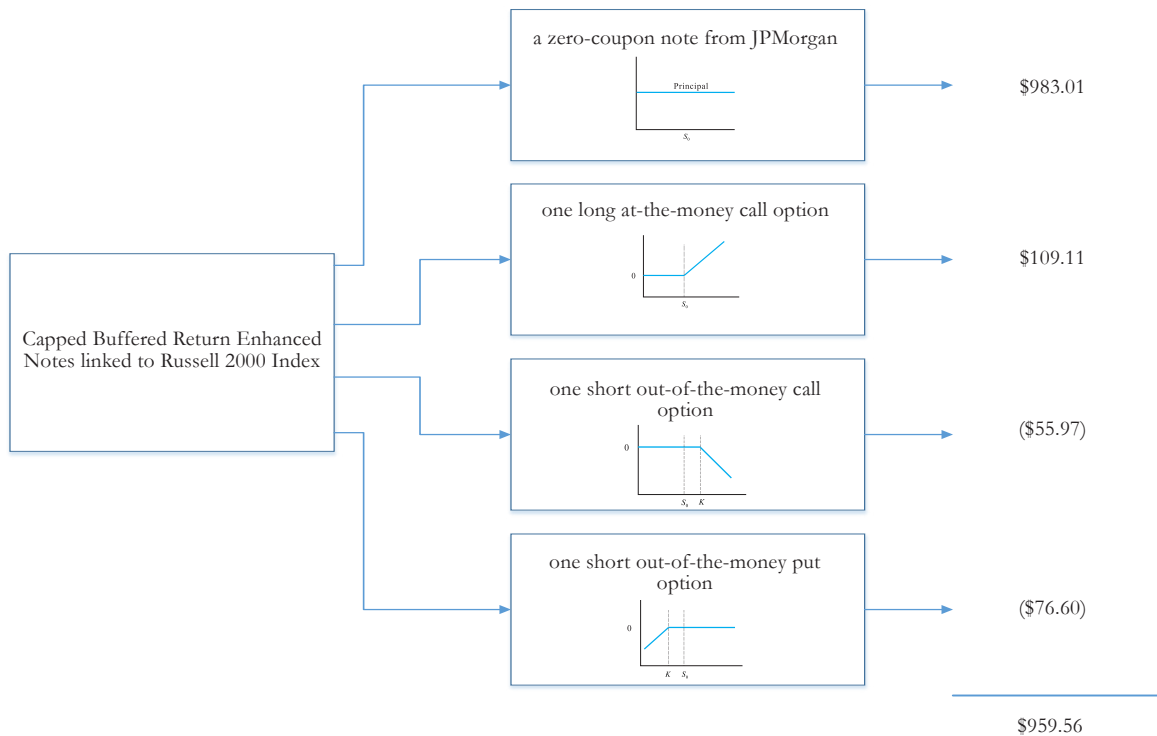 Capped Buffered Return Enhanced
Notes linked to Russell 2000 Index
a zero-coupon note from JPMorgan
Principal
S₀
$983.01
one long at-the-money call option
0
S₀
$109.11
one short out-of-the-money call
option
0
S₀ K
($55.97)
one short out-of-the-money put
option
0
K S₀
($76.60)
$959.56